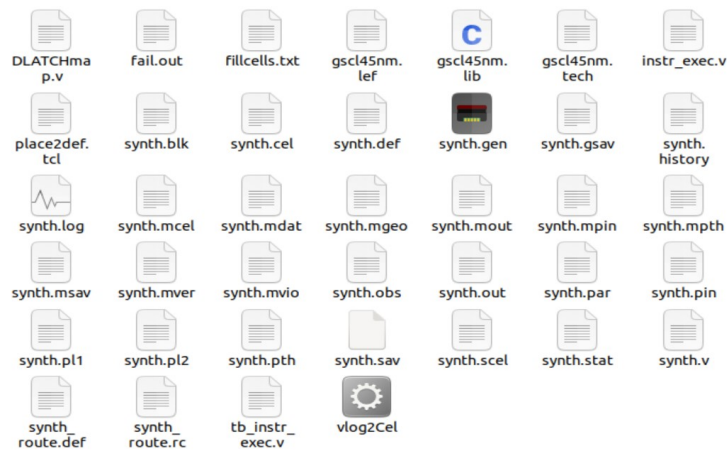 DLATCHma fail.out fillcells.txt gscl45nm. gscl45nm. gscl45nm. instr_exec.v
p.v lef lib tech
place2def. synth.blk synth.cel synth.def synth.gen synth.gsav synth.
tcl history
synth.log synth.mcel synth.mdat synth.mgeo synth.mout synth.mpin synth.mpth
synth.msav synth.mver synth.mvio synth.obs synth.out synth.par synth.pin
synth.pl1 synth.pl2 synth.pth synth.sav synth.scel synth.stat synth.v
synth_ synth_ tb_instr_ vlog2Cel
route.def route.rc exec.v